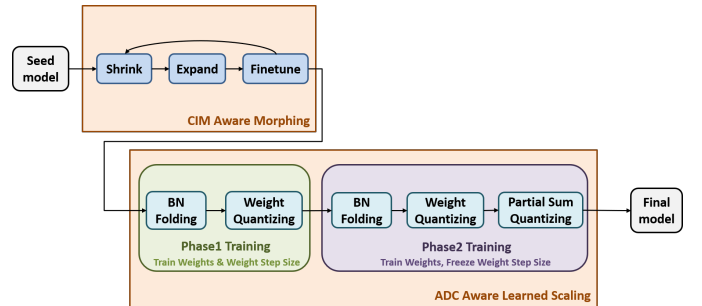 Seed
model
Shrink
Expand
Finetune
CIM Aware Morphing
BN
Folding
Weight
Quantizing
Phase1 Training
Train Weights & Weight Step Size
BN
Folding
Weight
Quantizing
Partial Sum
Quantizing
Phase2 Training
Train Weights, Freeze Weight Step Size
Final
model
ADC Aware Learned Scaling